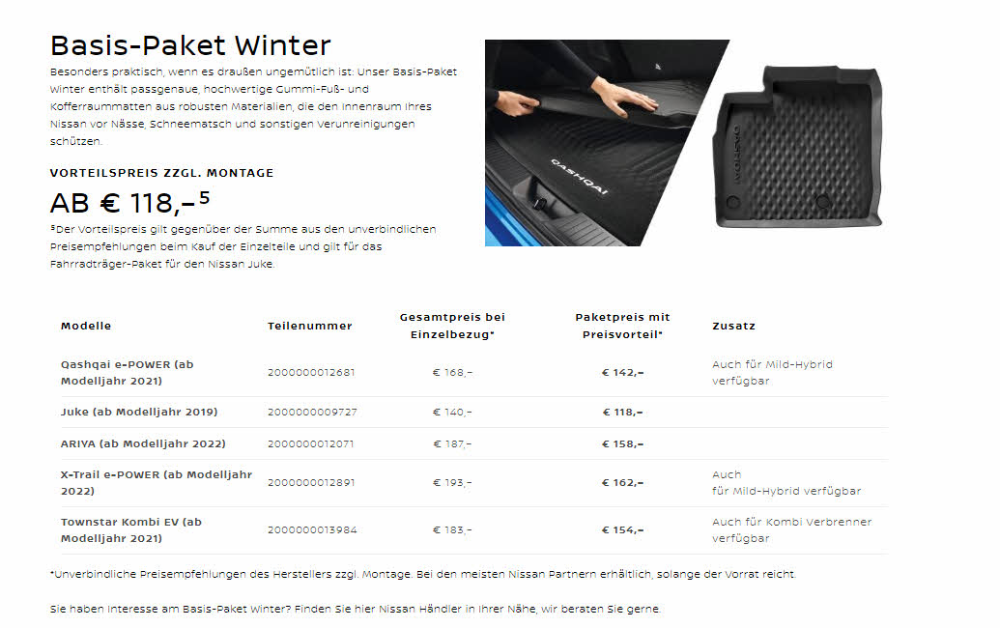 Basis-Paket Winter
Besonders praktisch, wenn es draußen ungemütlich ist: Unser Basis-Paket
Winter enthält passgenaue, hochwertige Gummi-Fuß- und
Kofferraummatten aus robusten Materialien, die den Innenraum Ihres
Nissan vor Nässe, Schneematsch und sonstigen Verunreinigungen
schützen.
VORTEILSPREIS ZZGL. MONTAGE
AB € 118,–⁵
⁵Der Vorteilspreis gilt gegenüber der Summe aus den unverbindlichen
Preisempfehlungen beim Kauf der Einzelteile und gilt für das
Fahrradträger-Paket für den Nissan Juke.
QASHQAI
QASHQAI
Modelle Teilenummer Gesamtpreis bei Einzelbezug* Paketpreis mit Preisvorteil* Zusatz
Qashqai e-POWER (ab Modelljahr 2021) 2000000012681 € 168,– € 142,– Auch für Mild-Hybrid verfügbar
Juke (ab Modelljahr 2019) 2000000009727 € 140,– € 118,–
ARIYA (ab Modelljahr 2022) 2000000012071 € 187,– € 158,–
X-Trail e-POWER (ab Modelljahr 2022) 2000000012891 € 193,– € 162,– Auch für Mild-Hybrid verfügbar
Townstar Kombi EV (ab Modelljahr 2021) 2000000013984 € 183,– € 154,– Auch für Kombi Verbrenner verfügbar
*Unverbindliche Preisempfehlungen des Herstellers zzgl. Montage. Bei den meisten Nissan Partnern erhältlich, solange der Vorrat reicht.
Sie haben Interesse am Basis-Paket Winter? Finden Sie hier Nissan Händler in Ihrer Nähe, wir beraten Sie gerne.